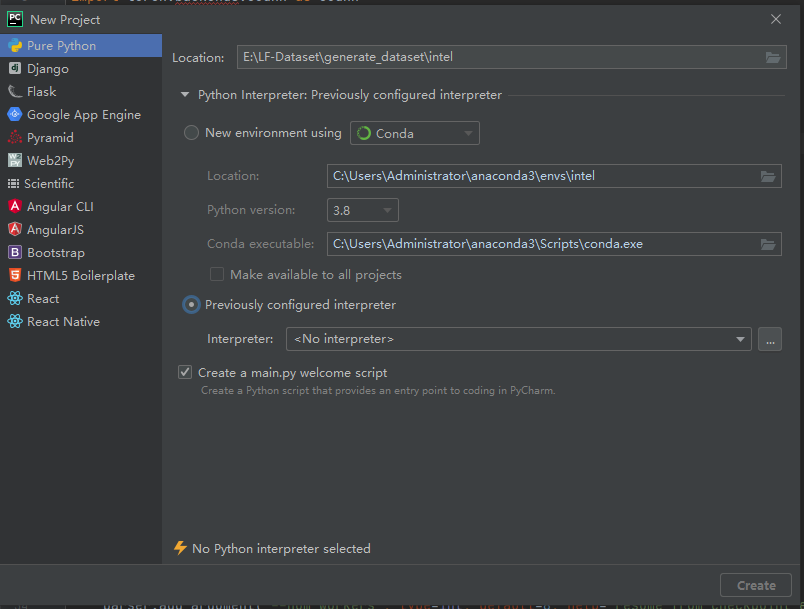 New Project
Pure Python
Django
Flask
Google App Engine
Pyramid
Web2Py
Scientific
Angular CLI
AngularJS
Bootstrap
HTML5 Boilerplate
React
React Native
Location: E:\LF-Dataset\generate_dataset\intel
Python Interpreter: Previously configured interpreter
New environment using Conda
Location: C:\Users\Administrator\anaconda3\envs\intel
Python version: 3.8
Conda executable: C:\Users\Administrator\anaconda3\Scripts\conda.exe
Make available to all projects
Previously configured interpreter
Interpreter: <No interpreter> ...
Create a main.py welcome script
Create a Python script that provides an entry point to coding in PyCharm.
No Python interpreter selected
Create